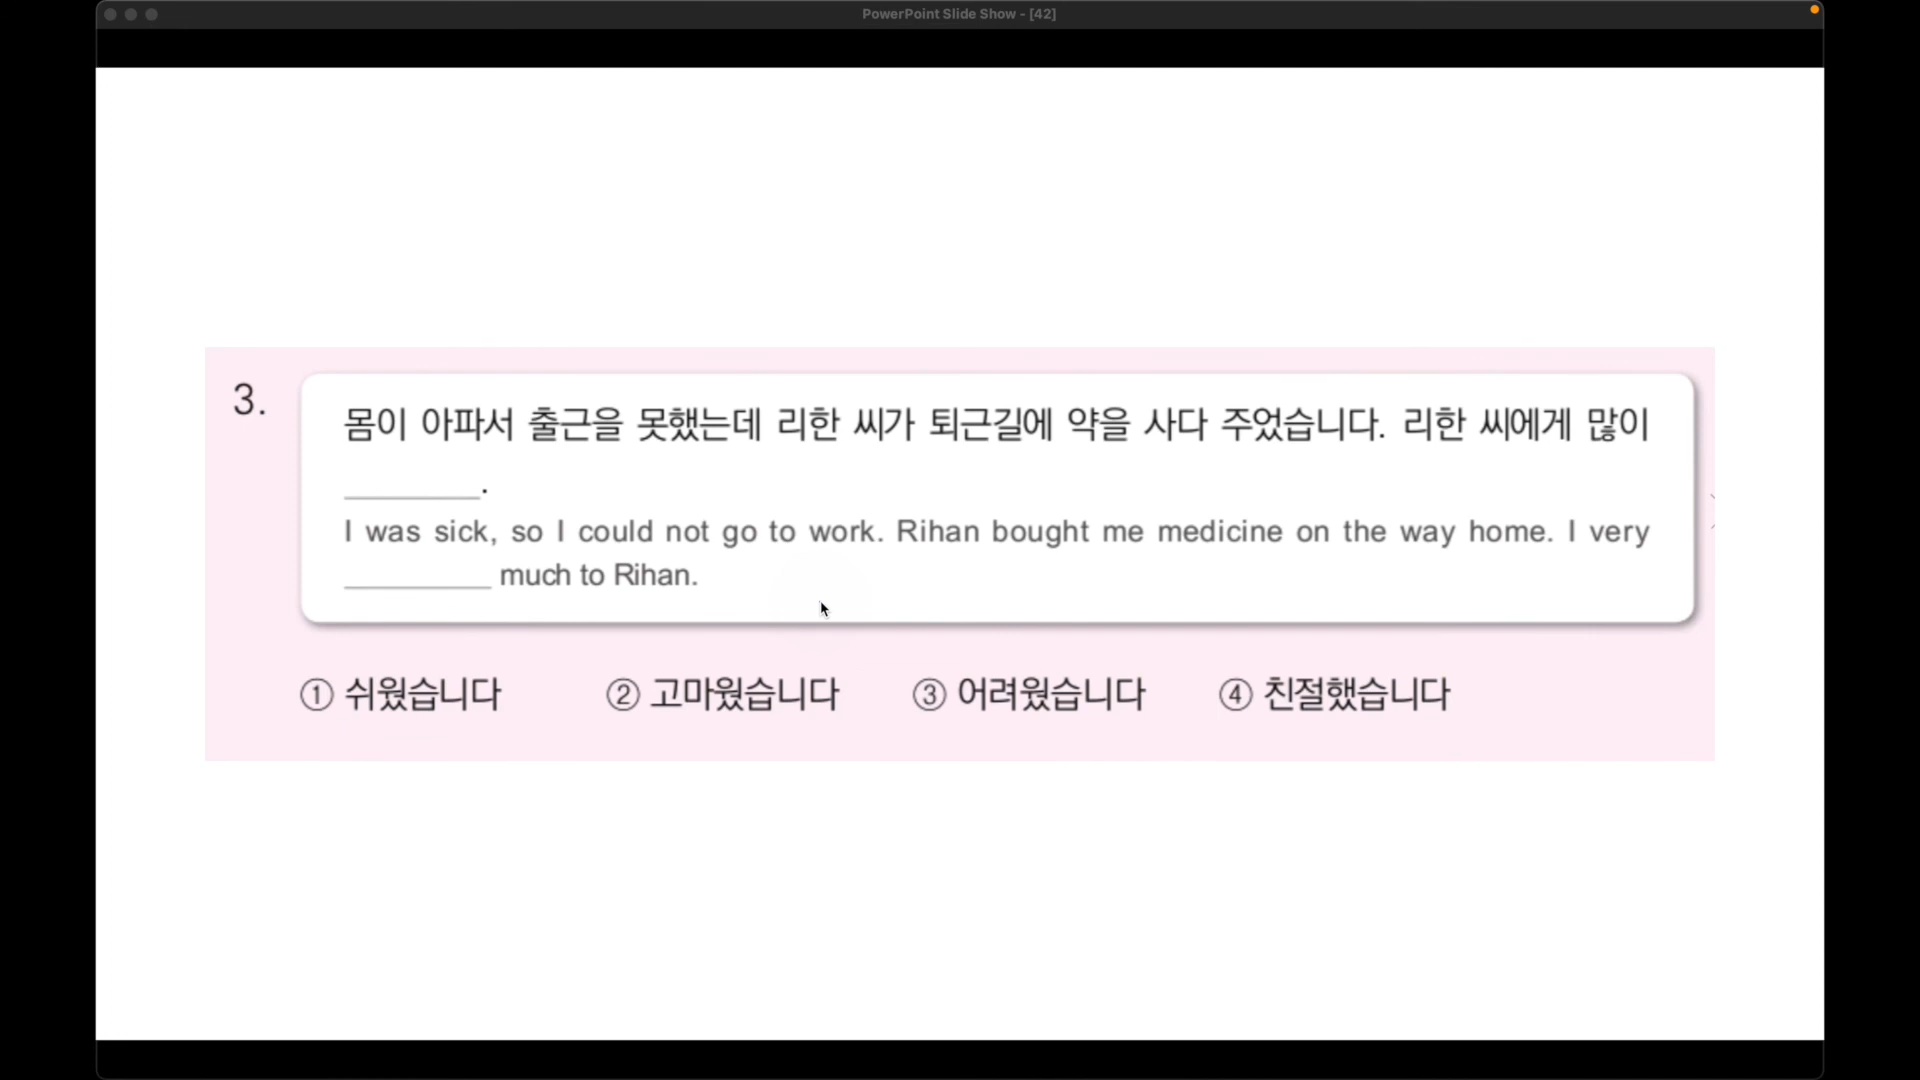 PowerPoint Slide Show - [42]
3.
몸이 아파서 출근을 못했는데 리한 씨가 퇴근길에 약을 사다 주었습니다. 리한 씨에게 많이
_________.
I was sick, so I could not go to work. Rihan bought me medicine on the way home. I very
_________ much to Rihan.
① 쉬웠습니다 ② 고마웠습니다 ③ 어려웠습니다 ④ 친절했습니다